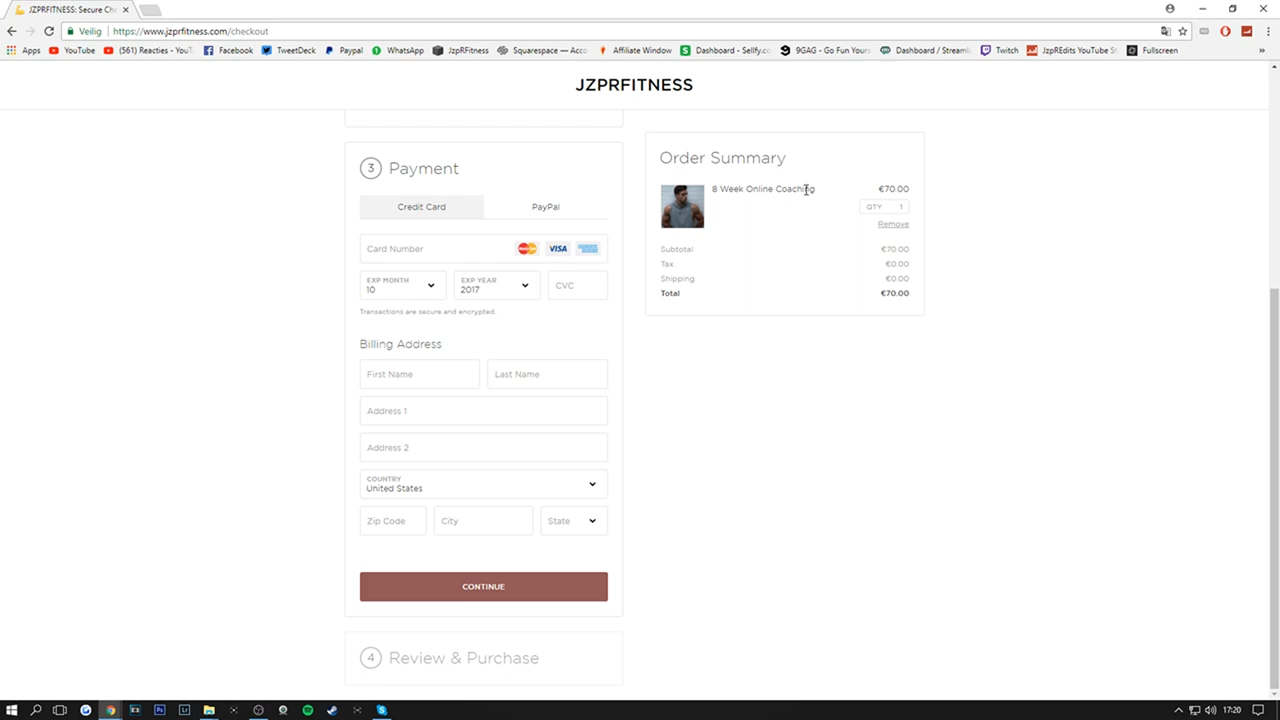 JZPRFITNESS: Secure Ch
Veilig
https://www.jzprfitness.com/checkout
Apps
YouTube
(561) Reacties - YouT
Facebook
TweetDeck
Paypal
WhatsApp
JzpRFitness
Squarespace — Acco
Affiliate Window
Dashboard - Sellfy.co
9GAG - Go Fun Yours
Dashboard / Streaml
Twitch
JzpREdits YouTube S
Fullscreen
»
JZPRFITNESS
3 Payment
Credit Card
PayPal
Card Number
MasterCard VISA
EXP MONTH
10
EXP YEAR
2017
CVC
Transactions are secure and encrypted.
Billing Address
First Name
Last Name
Address 1
Address 2
COUNTRY
United States
Zip Code
City
State
CONTINUE
4 Review & Purchase
Order Summary
8 Week Online Coaching
€70.00
QTY 1
Remove
Subtotal €70.00
Tax €0.00
Shipping €0.00
Total €70.00
17:20